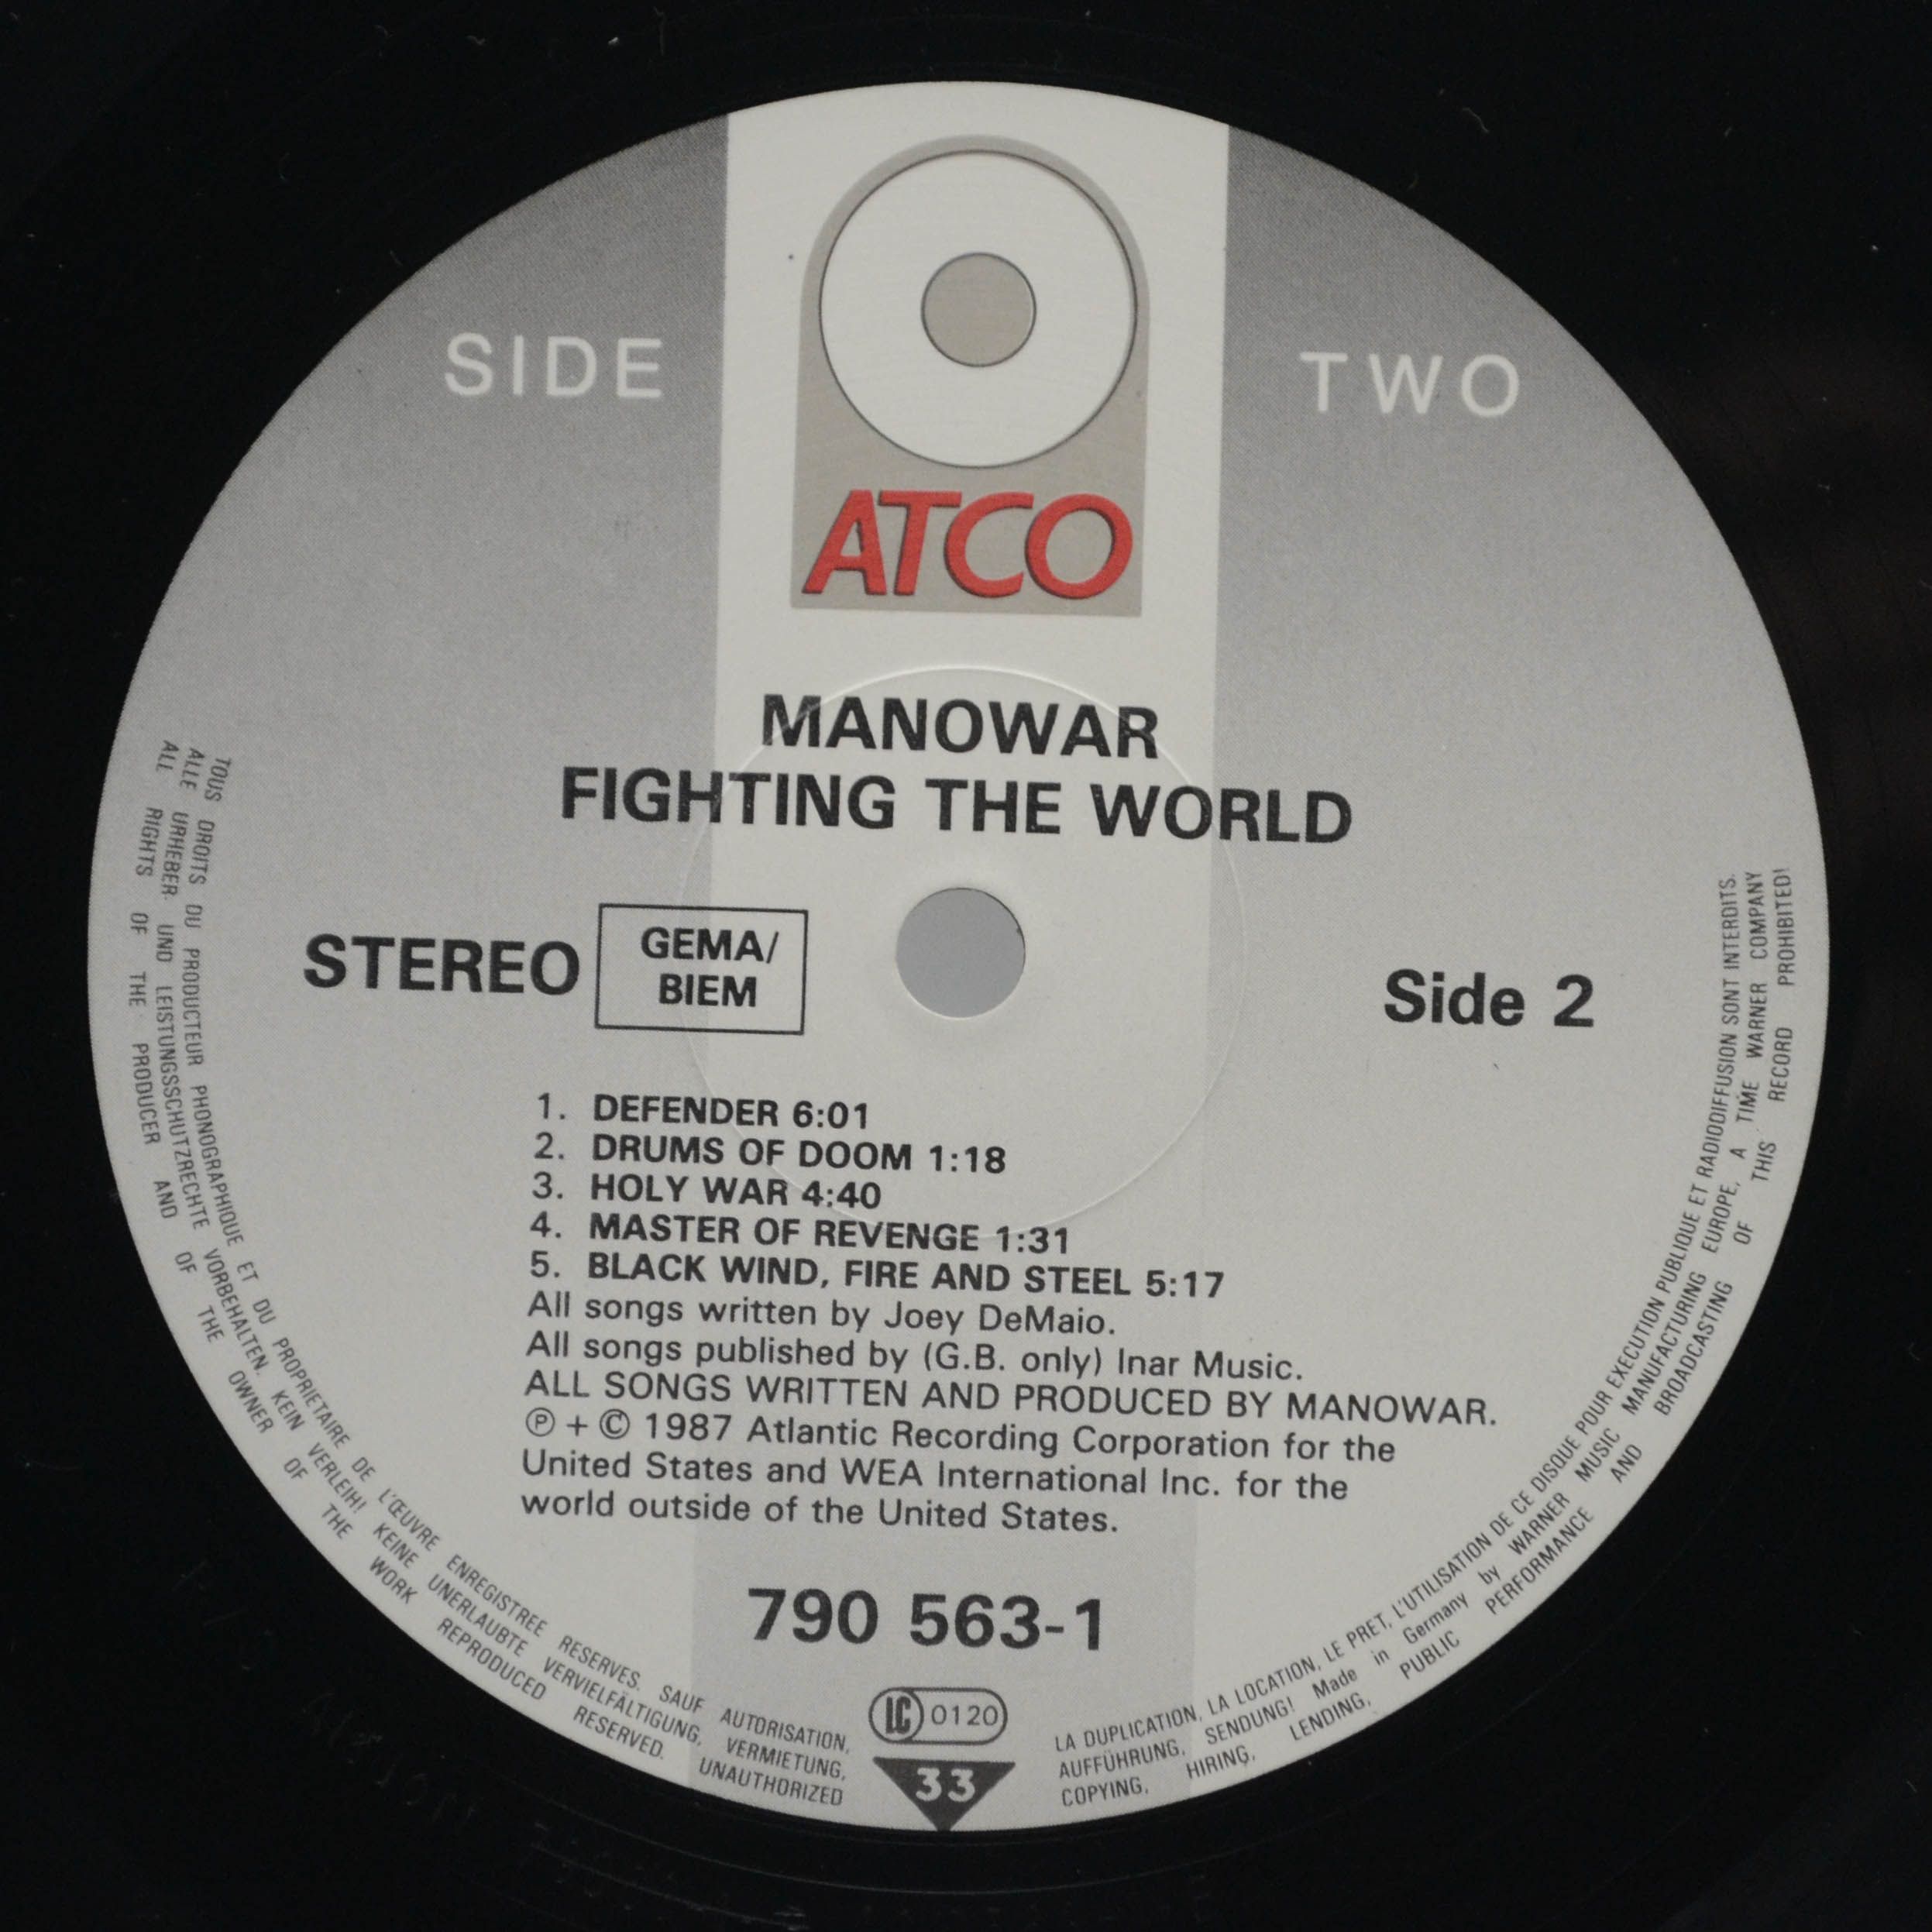 SIDE TWO
ATCO
MANOWAR
FIGHTING THE WORLD
STEREO
GEMA/
BIEM
Side 2
1. DEFENDER 6:01
2. DRUMS OF DOOM 1:18
3. HOLY WAR 4:40
4. MASTER OF REVENGE 1:31
5. BLACK WIND, FIRE AND STEEL 5:17
All songs written by Joey DeMaio.
All songs published by (G.B. only) Inar Music.
ALL SONGS WRITTEN AND PRODUCED BY MANOWAR.
℗ + © 1987 Atlantic Recording Corporation for the
United States and WEA International Inc. for the
world outside of the United States.
790 563-1
LC 0120
33
TOUS DROITS DU PRODUCTEUR PHONOGRAPHIQUE ET DU PROPRIETAIRE DE L'ŒUVRE ENREGISTREE RESERVES. SAUF AUTORISATION, LA DUPLICATION, LA LOCATION, LE PRET, L'UTILISATION DE CE DISQUE POUR EXECUTION PUBLIQUE ET RADIODIFFUSION SONT INTERDITS.
ALLE URHEBER- UND LEISTUNGSSCHUTZRECHTE VORBEHALTEN. KEIN VERLEIH! KEINE UNERLAUBTE VERVIELFÄLTIGUNG, VERMIETUNG, AUFFÜHRUNG, SENDUNG! Made in Germany by WARNER MUSIC MANUFACTURING EUROPE, A TIME WARNER COMPANY
ALL RIGHTS OF THE PRODUCER AND OF THE OWNER OF THE WORK REPRODUCED RESERVED. UNAUTHORIZED COPYING, HIRING, LENDING, PUBLIC PERFORMANCE AND BROADCASTING OF THIS RECORD PROHIBITED!